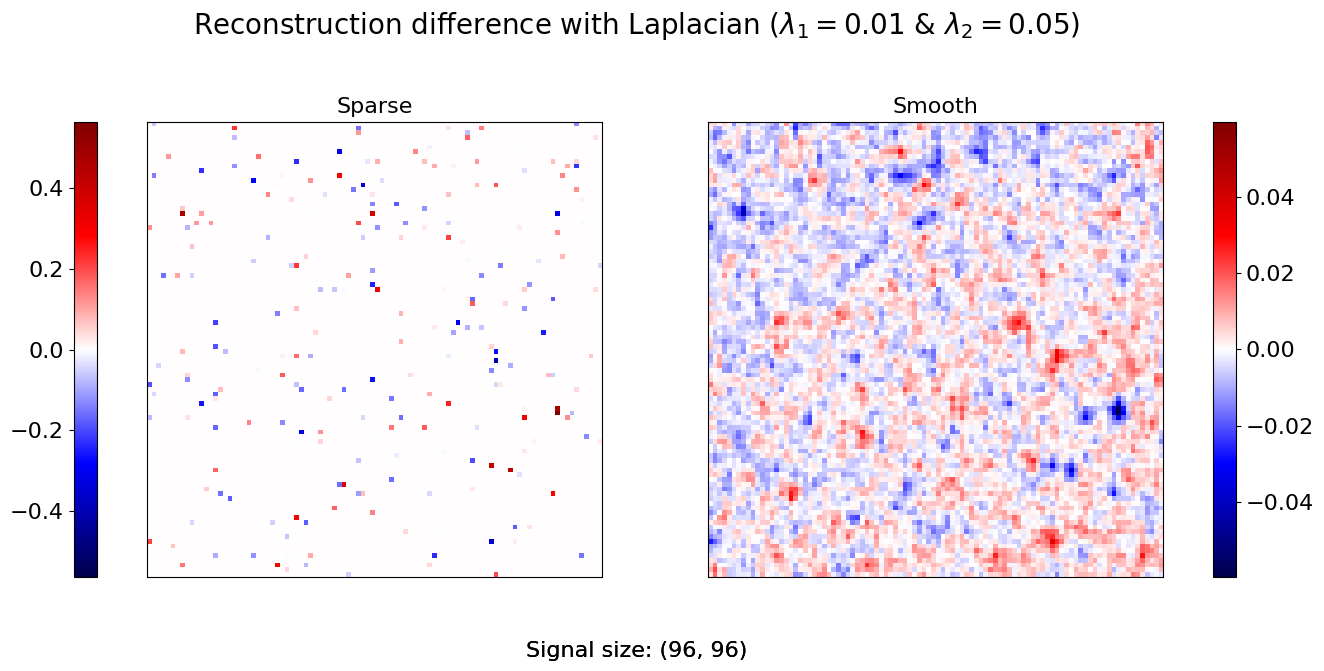 Reconstruction difference with Laplacian (λ₁ = 0.01 & λ₂ = 0.05)
Sparse
Smooth
0.4
0.2
0.0
−0.2
−0.4
0.04
0.02
0.00
−0.02
−0.04
Signal size: (96, 96)